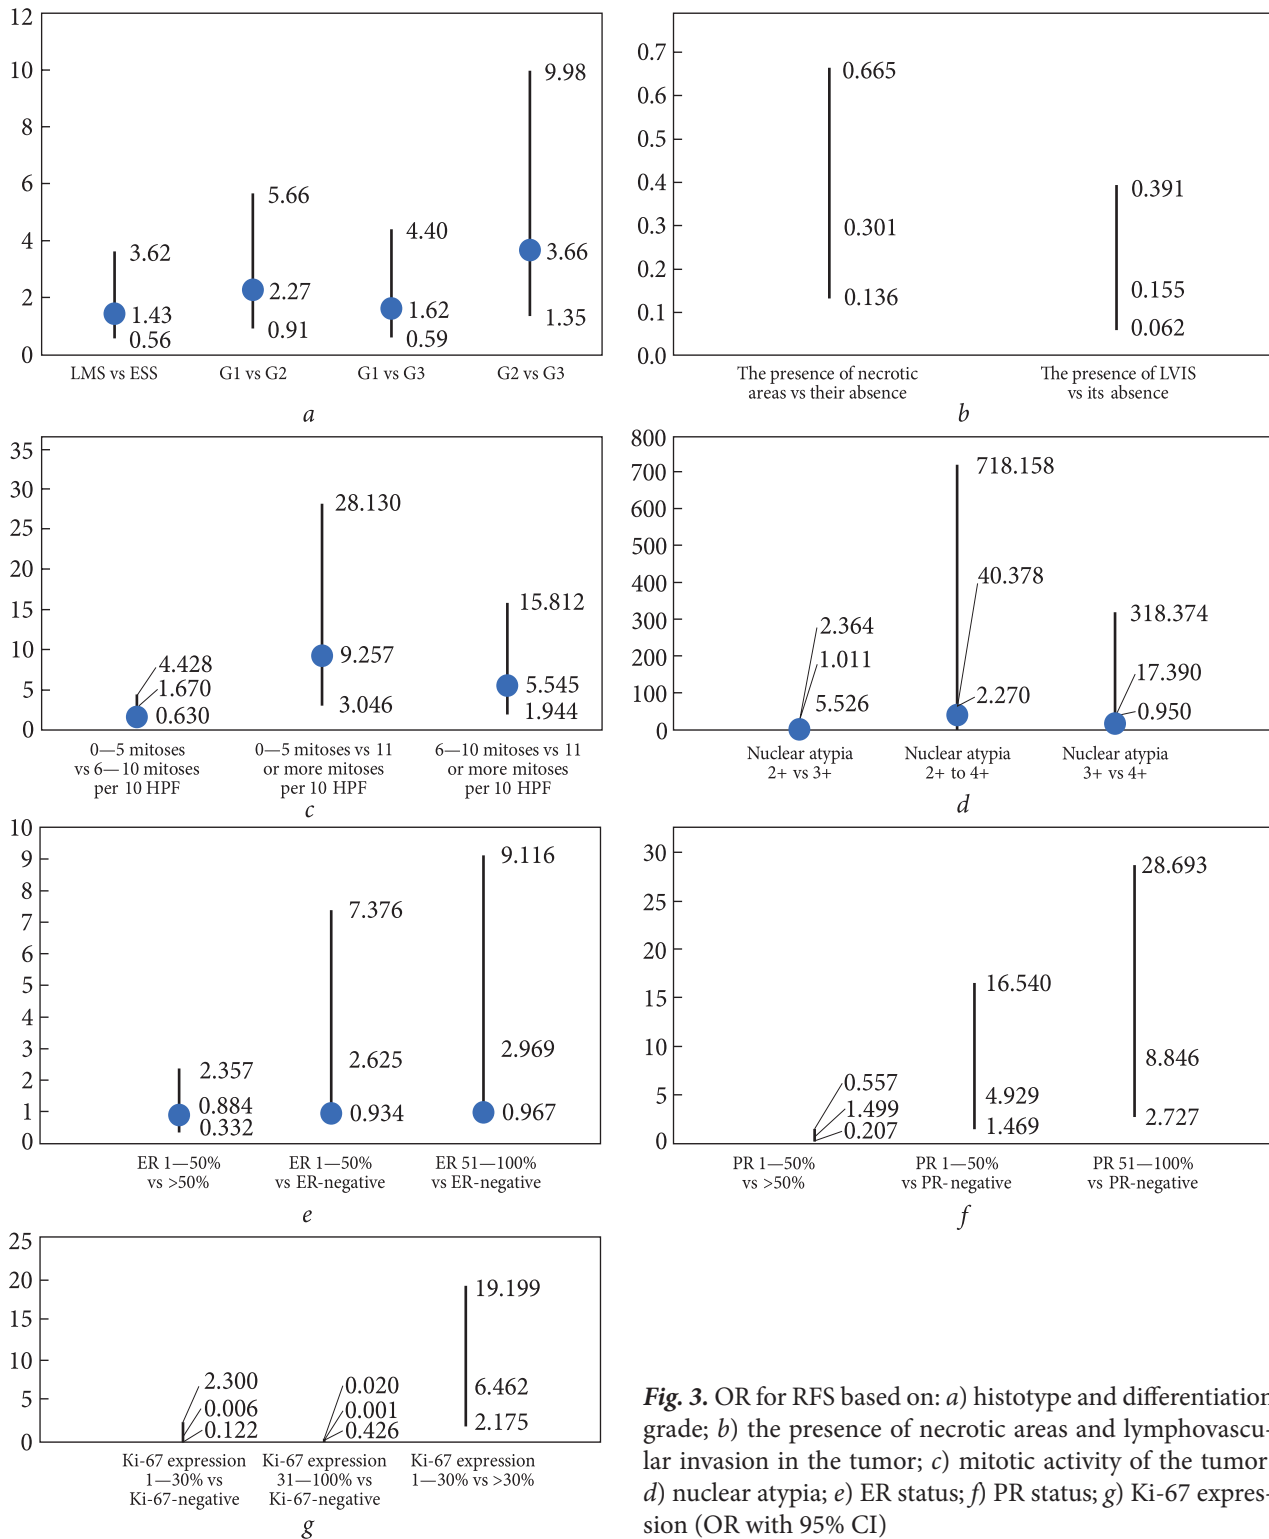 12
10
8
6
4
2
0
3.62
1.43
0.56
5.66
2.27
0.91
4.40
1.62
0.59
9.98
3.66
1.35
LMS vs ESS
G1 vs G2
G1 vs G3
G2 vs G3
a
0.7
0.6
0.5
0.4
0.3
0.2
0.1
0.0
0.665
0.301
0.136
0.391
0.155
0.062
The presence of necrotic
areas vs their absence
The presence of LVIS
vs its absence
b
35
30
25
20
15
10
5
0
4.428
1.670
0.630
28.130
9.257
3.046
15.812
5.545
1.944
0—5 mitoses
vs 6—10 mitoses
per 10 HPF
0—5 mitoses vs 11
or more mitoses
per 10 HPF
6—10 mitoses vs 11
or more mitoses
per 10 HPF
c
800
700
600
500
400
300
200
100
0
2.364
1.011
5.526
718.158
40.378
2.270
318.374
17.390
0.950
Nuclear atypia
2+ vs 3+
Nuclear atypia
2+ to 4+
Nuclear atypia
3+ vs 4+
d
10
9
8
7
6
5
4
3
2
1
0
2.357
0.884
0.332
7.376
2.625
0.934
9.116
2.969
0.967
ER 1—50%
vs >50%
ER 1—50%
vs ER-negative
ER 51—100%
vs ER-negative
e
30
25
20
15
10
5
0
0.557
1.499
0.207
16.540
4.929
1.469
28.693
8.846
2.727
PR 1—50%
vs >50%
PR 1—50%
vs PR-negative
PR 51—100%
vs PR-negative
f
25
20
15
10
5
0
2.300
0.006
0.122
0.020
0.001
0.426
19.199
6.462
2.175
Ki-67 expression
1—30% vs
Ki-67-negative
Ki-67 expression
31—100% vs
Ki-67-negative
Ki-67 expression
1—30% vs >30%
g
Fig. 3. OR for RFS based on: a) histotype and differentiation
grade; b) the presence of necrotic areas and lymphovascu-
lar invasion in the tumor; c) mitotic activity of the tumor
d) nuclear atypia; e) ER status; f) PR status; g) Ki-67 expres-
sion (OR with 95% CI)